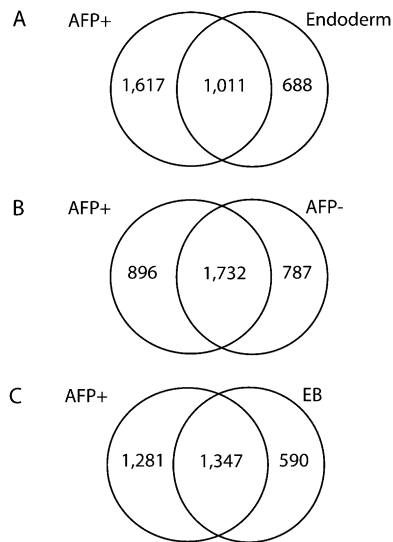 A AFP+ Endoderm
1,617 1,011 688
B AFP+ AFP-
896 1,732 787
C AFP+ EB
1,281 1,347 590